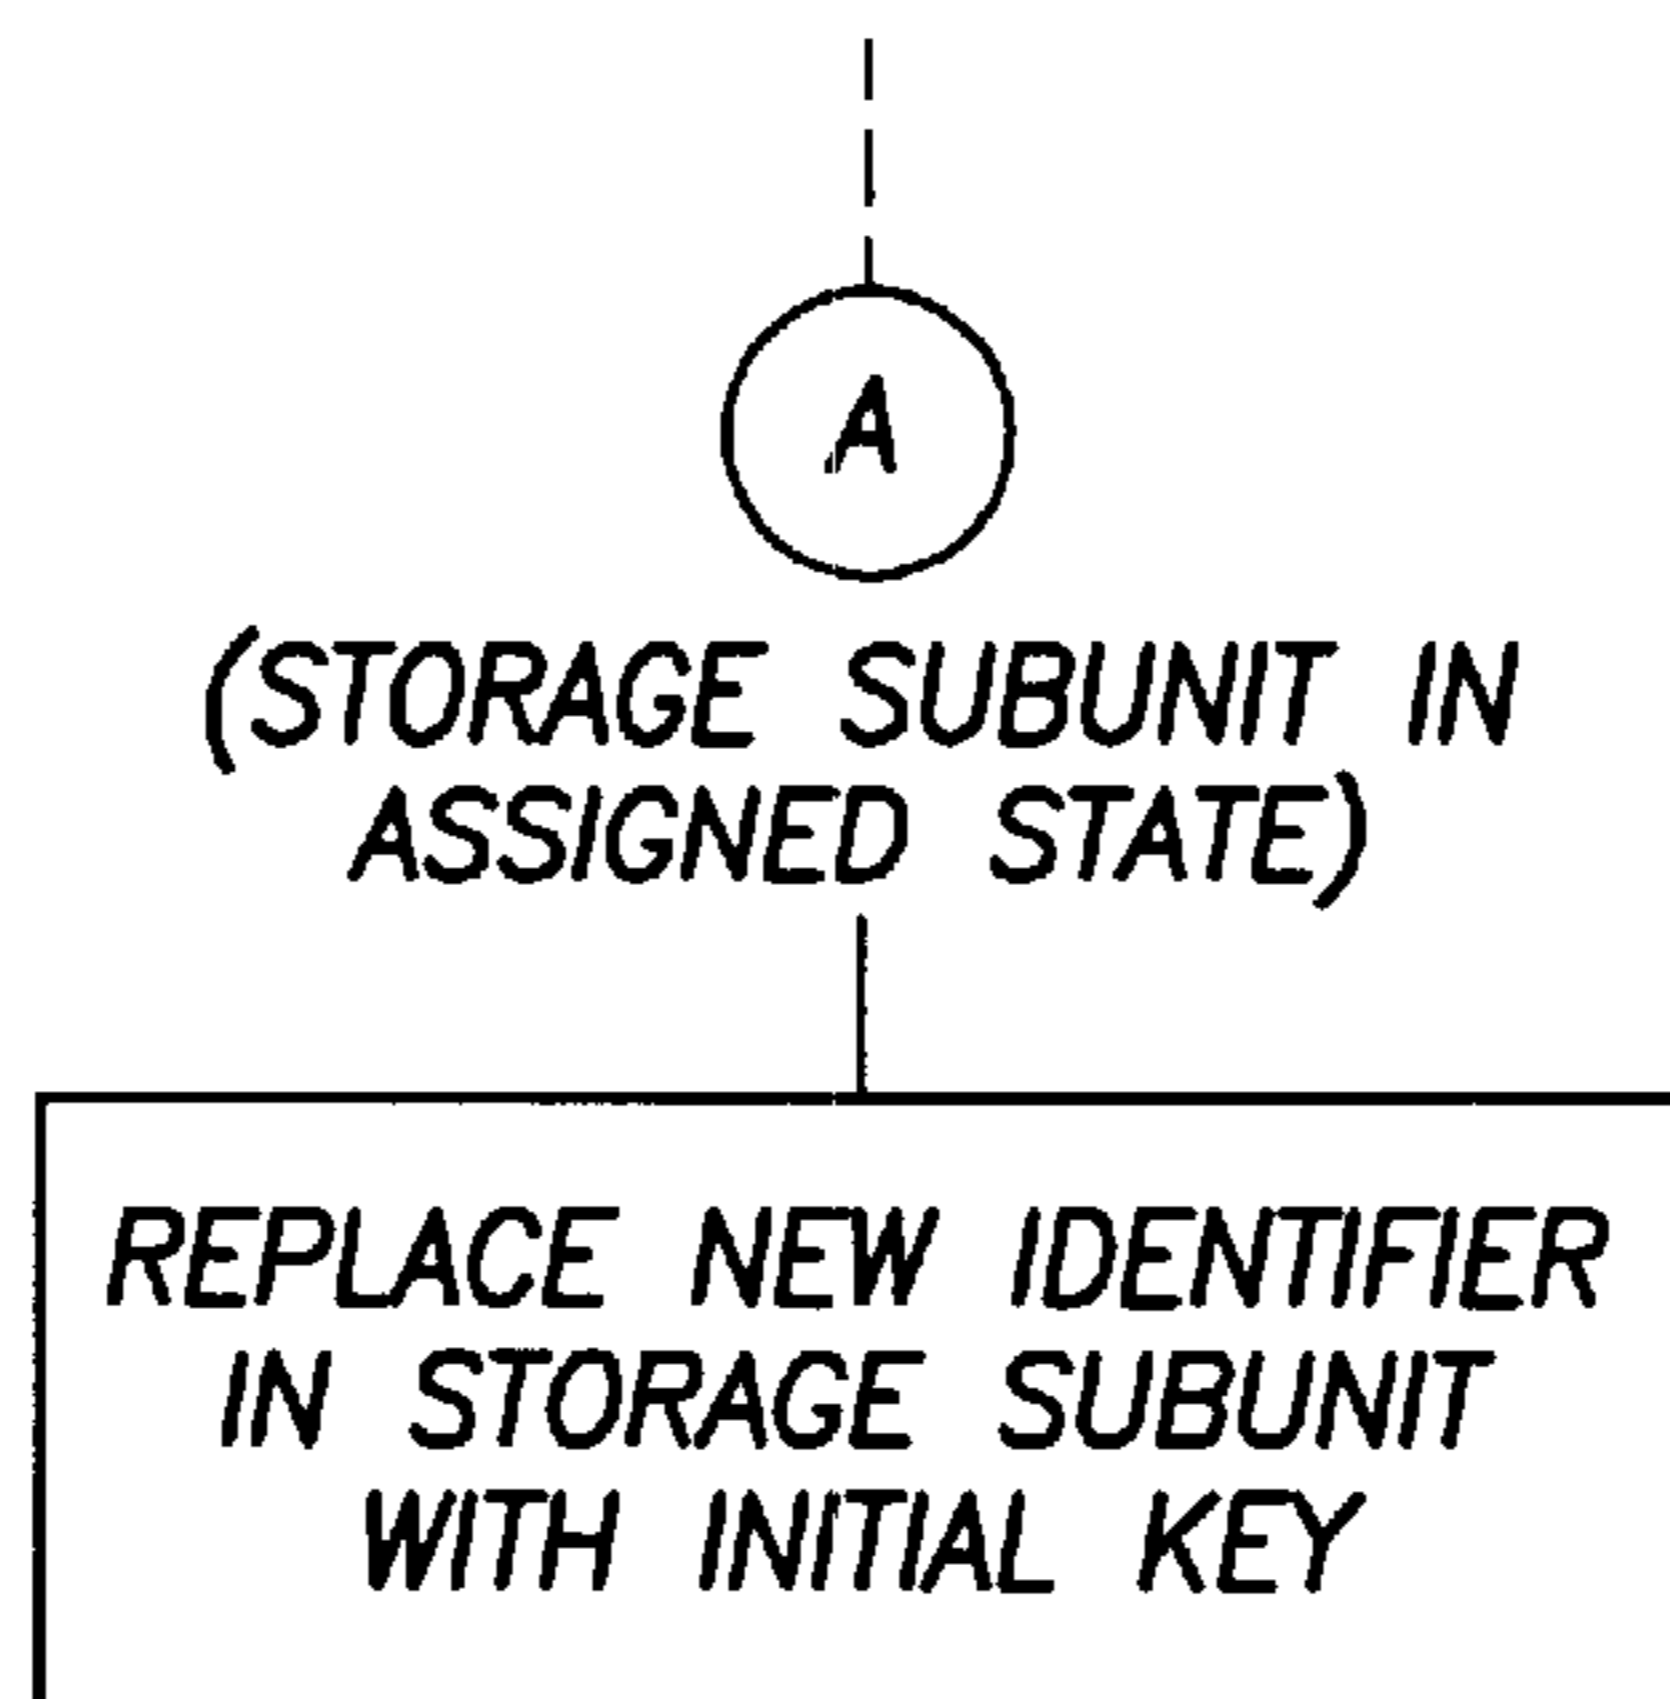 A
(STORAGE SUBUNIT IN
ASSIGNED STATE)
REPLACE NEW IDENTIFIER
IN STORAGE SUBUNIT
WITH INITIAL KEY